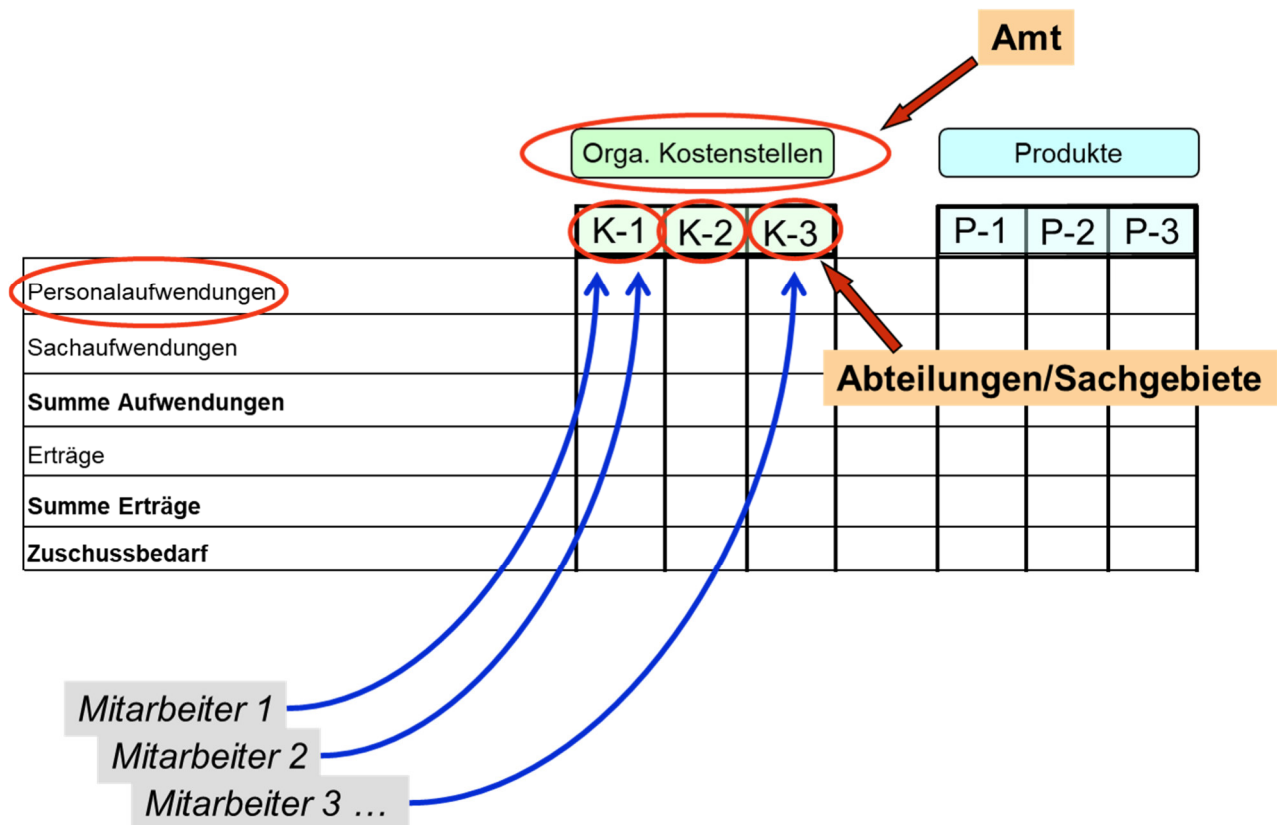 Amt
Orga. Kostenstellen
Produkte
K-1 K-2 K-3 P-1 P-2 P-3
Personalaufwendungen
Sachaufwendungen
Abteilungen/Sachgebiete
Summe Aufwendungen
Erträge
Summe Erträge
Zuschussbedarf
Mitarbeiter 1
Mitarbeiter 2
Mitarbeiter 3 …